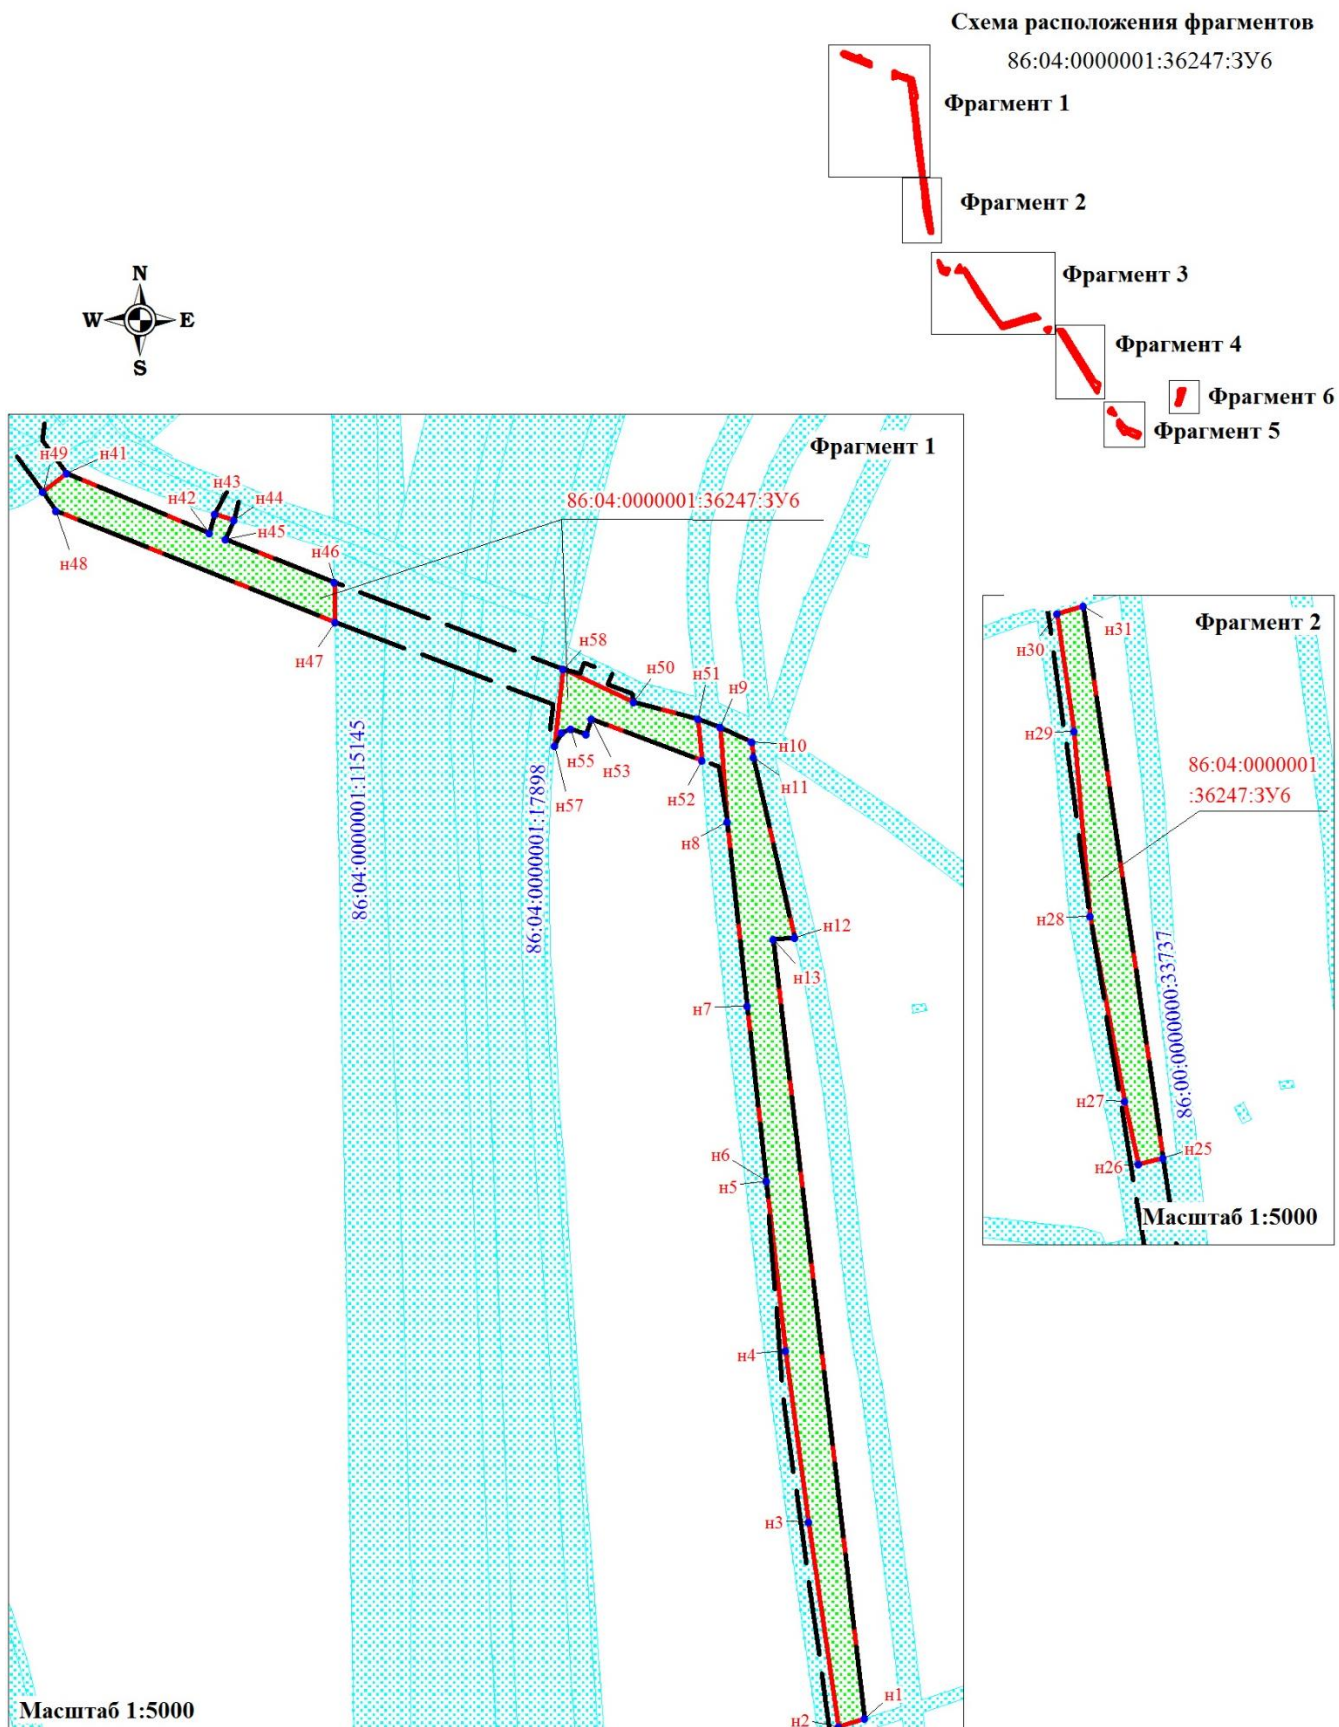 Схема расположения фрагментов
86:04:0000001:36247:ЗУ6
Фрагмент 1
Фрагмент 2
Фрагмент 3
Фрагмент 4
Фрагмент 6
Фрагмент 5
N
W E
S
Фрагмент 1
н49
н41
н43
н42
н44
н45
86:04:0000001:36247:ЗУ6
н48
н46
н47
н58
н50
н51
н9
н10
н55
н53
н11
н57
н52
н8
86:04:0000001:115145
86:04:0000001:17898
н12
н13
н7
н6
н5
н4
н3
н1
н2
Масштаб 1:5000
Фрагмент 2
н31
н30
н29
86:04:0000001
:36247:ЗУ6
н28
86:00:0000000:33737
н27
н25
н26
Масштаб 1:5000